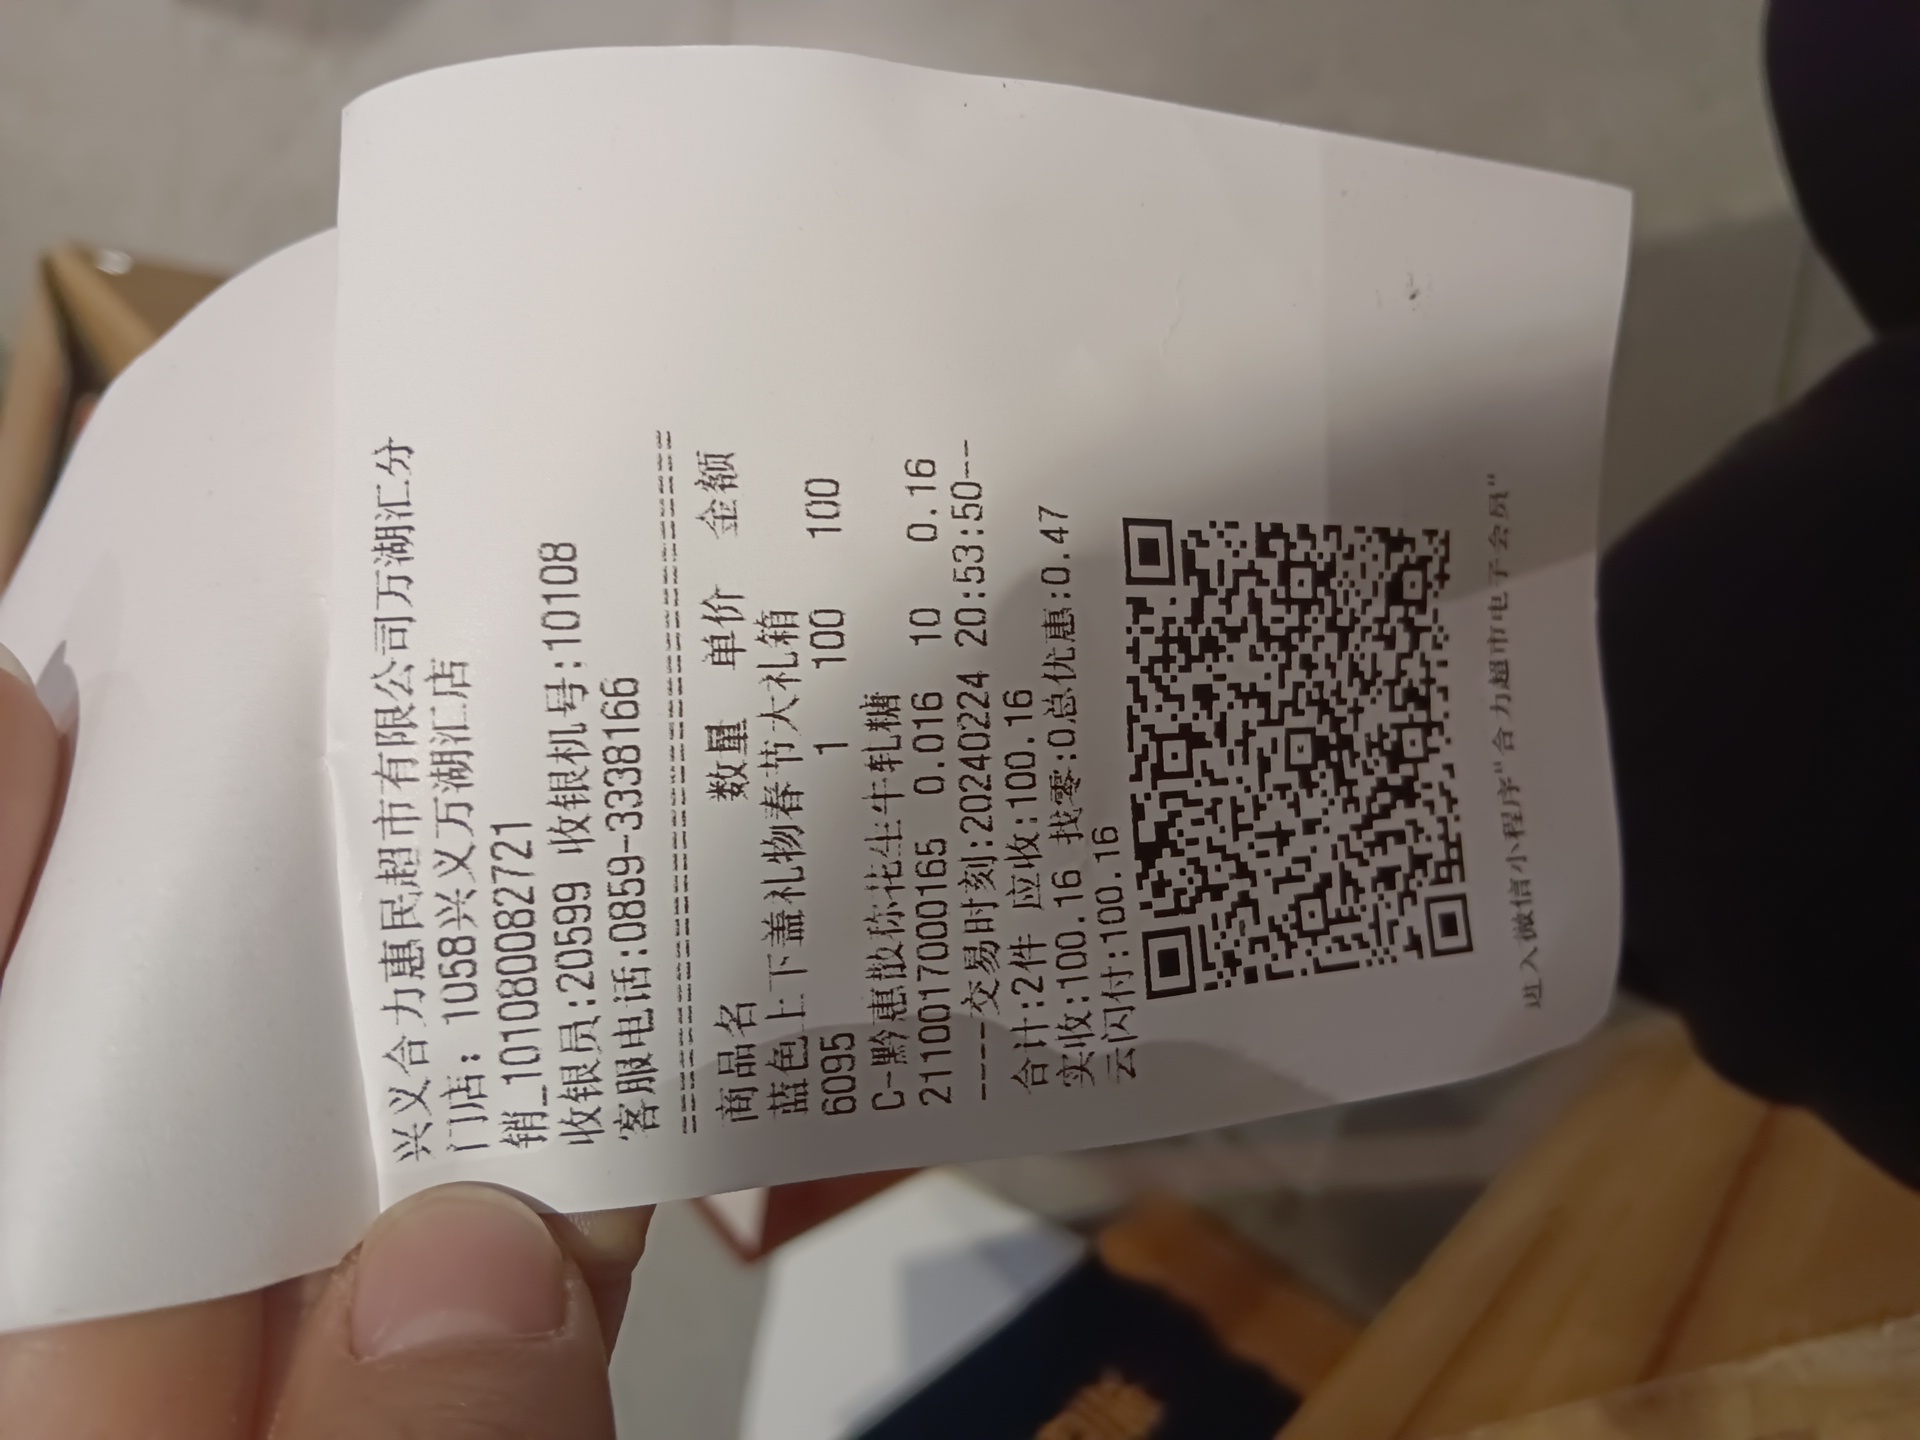 兴义合力惠民超市有限公司万湖汇分
门店：1058兴义万湖汇店
销_1010800082721
收银员:20599 收银机号:10108
客服电话:0859-3338166
==========================================
商品名 数量 单价 金额
蓝色上下盖礼物春节大礼箱
6095 1 100 100
C-黔惠散称花生牛轧糖
2110017000165 0.016 10 0.16
----交易时刻:20240224 20:53:50--
合计:2件 应收:100.16
实收:100.16 找零:0总优惠:0.47
云闪付:100.16
进入微信小程序"合力超市电子会员"